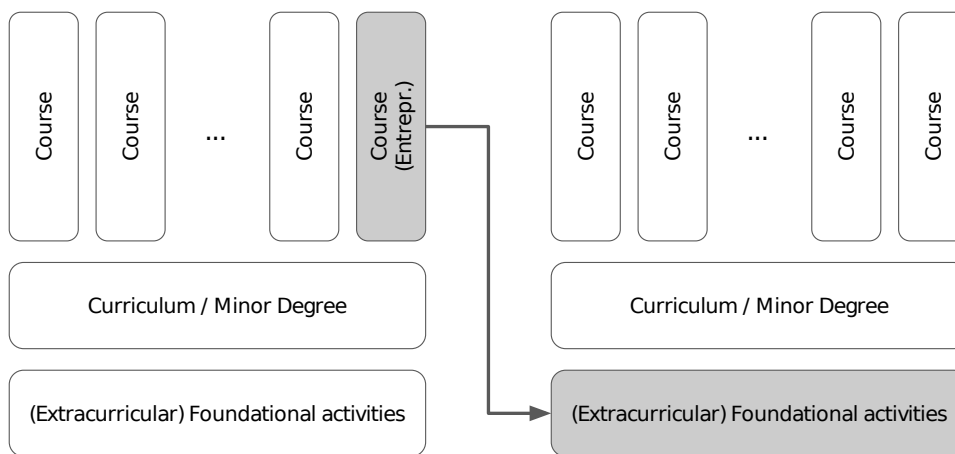 Course
Course
...
Course
Course
(Entrepr.)
Course
Course
...
Course
Course
Curriculum / Minor Degree
Curriculum / Minor Degree
(Extracurricular) Foundational activities
(Extracurricular) Foundational activities